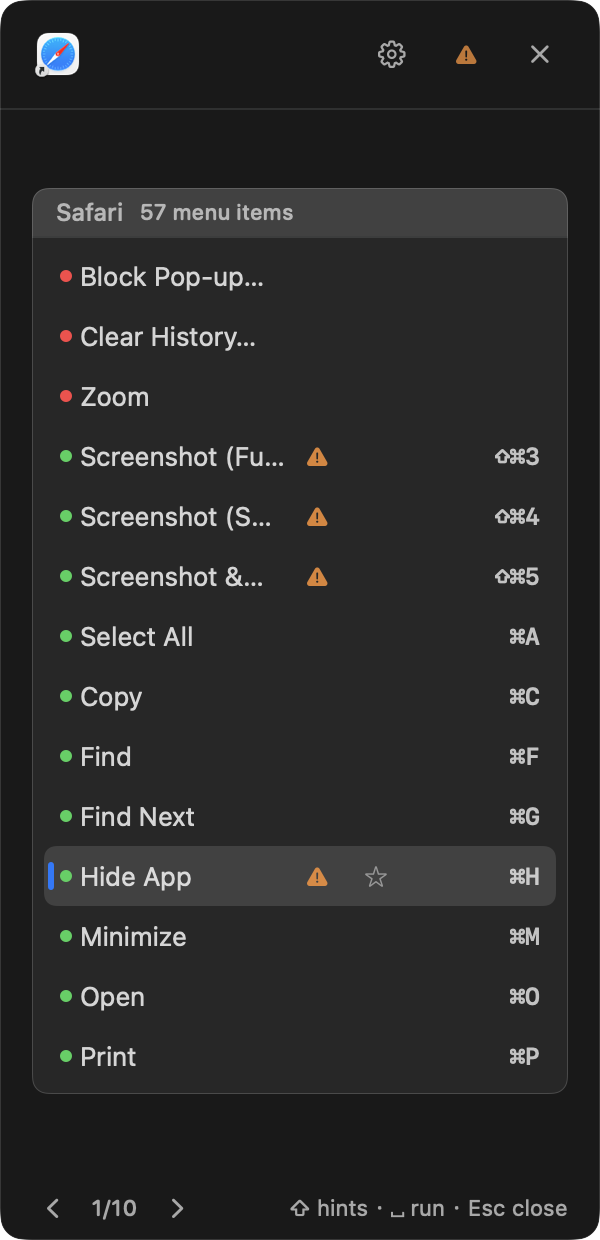 Safari 57 menu items
Block Pop-up...
Clear History...
Zoom
Screenshot (Fu... ⇧⌘3
Screenshot (S... ⇧⌘4
Screenshot &... ⇧⌘5
Select All ⌘A
Copy ⌘C
Find ⌘F
Find Next ⌘G
Hide App ⌘H
Minimize ⌘M
Open ⌘O
Print ⌘P
1/10 ⇧ hints · ␣ run · Esc close